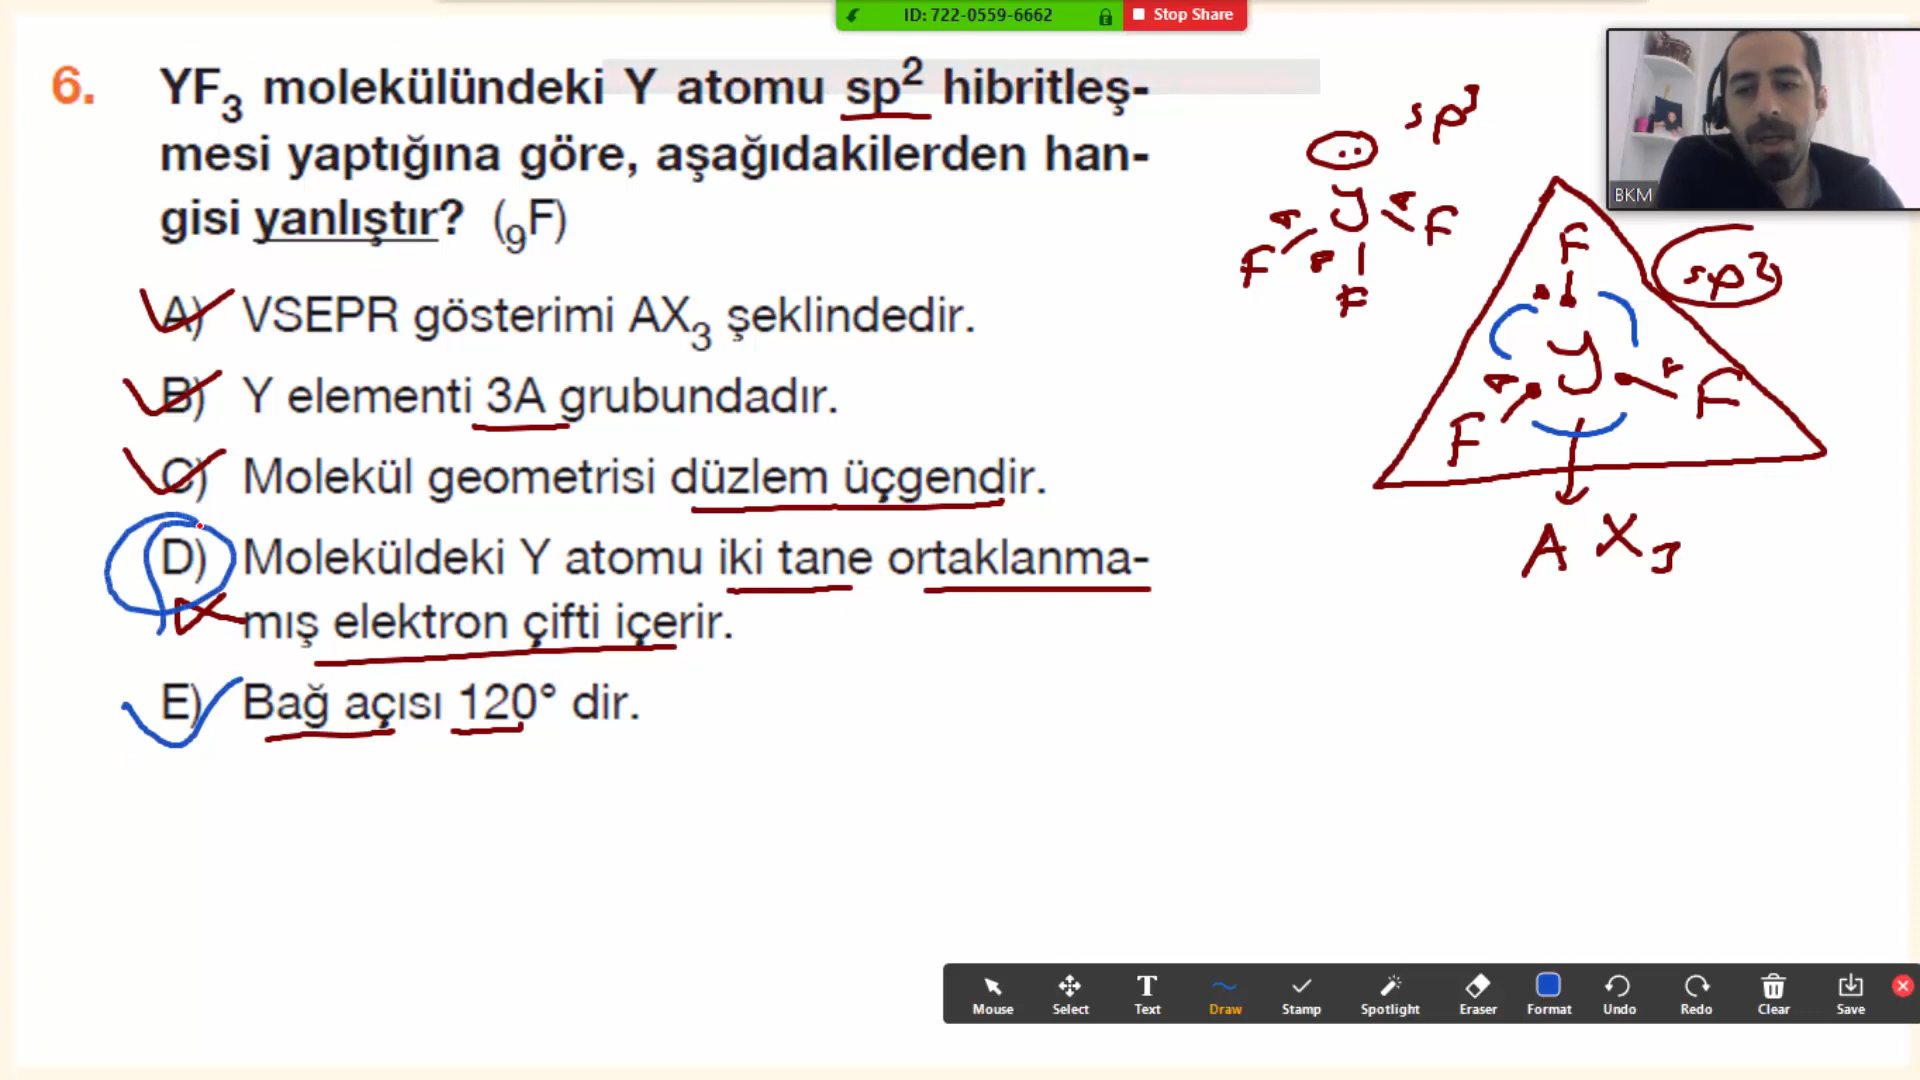 ID: 722-0559-6662
Stop Share
6. YF3 molekülündeki Y atomu sp2 hibritleş-
mesi yaptığına göre, aşağıdakilerden han-
gisi yanlıştır? (9F)
A) VSEPR gösterimi AX3 şeklindedir.
B) Y elementi 3A grubundadır.
C) Molekül geometrisi düzlem üçgendir.
D) Moleküldeki Y atomu iki tane ortaklanma-
mış elektron çifti içerir.
E) Bağ açısı 120° dir.
sp3
Y
F
F
F
BKM
F
sp2
Y
F
F
AX3
Mouse
Select
T
Text
Draw
Stamp
Spotlight
Eraser
Format
Undo
Redo
Clear
Save